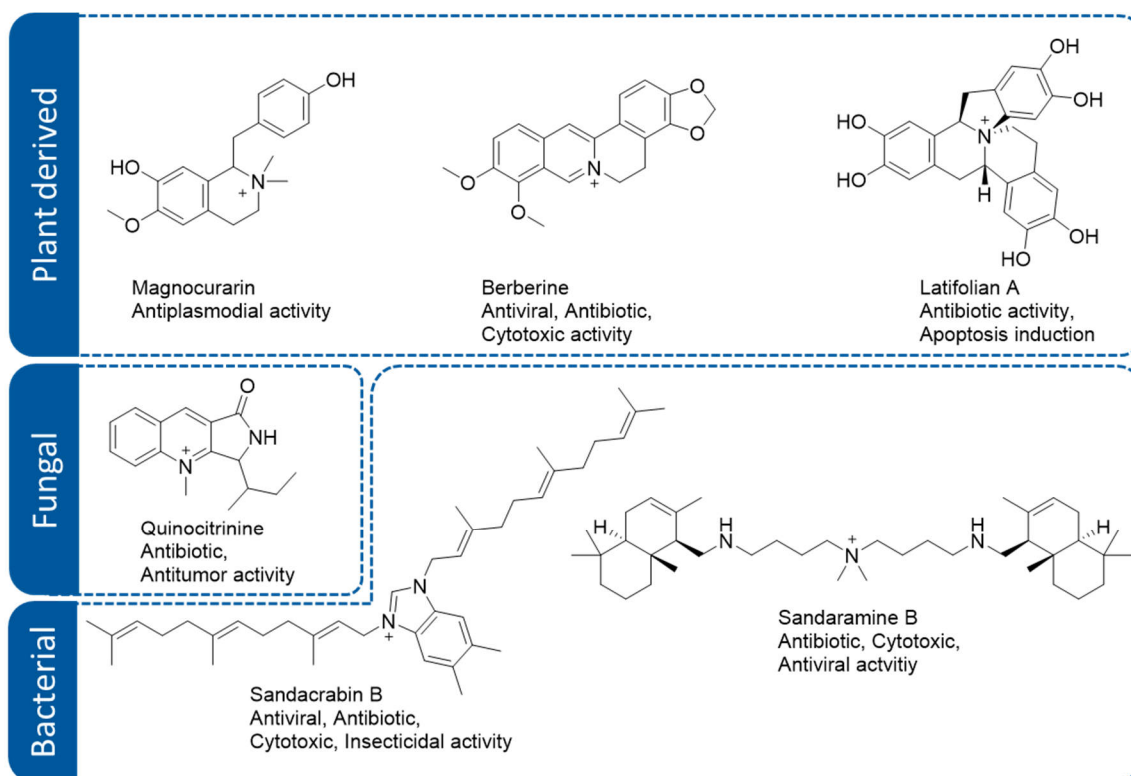 Plant derived
OH
HO
N
+
O
O
O
N
+
O
O
OH
OH
HO
HO
N
+
H
OH
HO
Magnocurarin
Antiplasmodial activity
Berberine
Antiviral, Antibiotic,
Cytotoxic activity
Latifolian A
Antibiotic activity,
Apoptosis induction
Fungal
O
NH
N
+
Quinocitrinine
Antibiotic,
Antitumor activity
Bacterial
N
N
+
Sandacrabin B
Antiviral, Antibiotic,
Cytotoxic, Insecticidal activity
H
NH
N
+
NH
H
Sandaramine B
Antibiotic, Cytotoxic,
Antiviral actvitiy